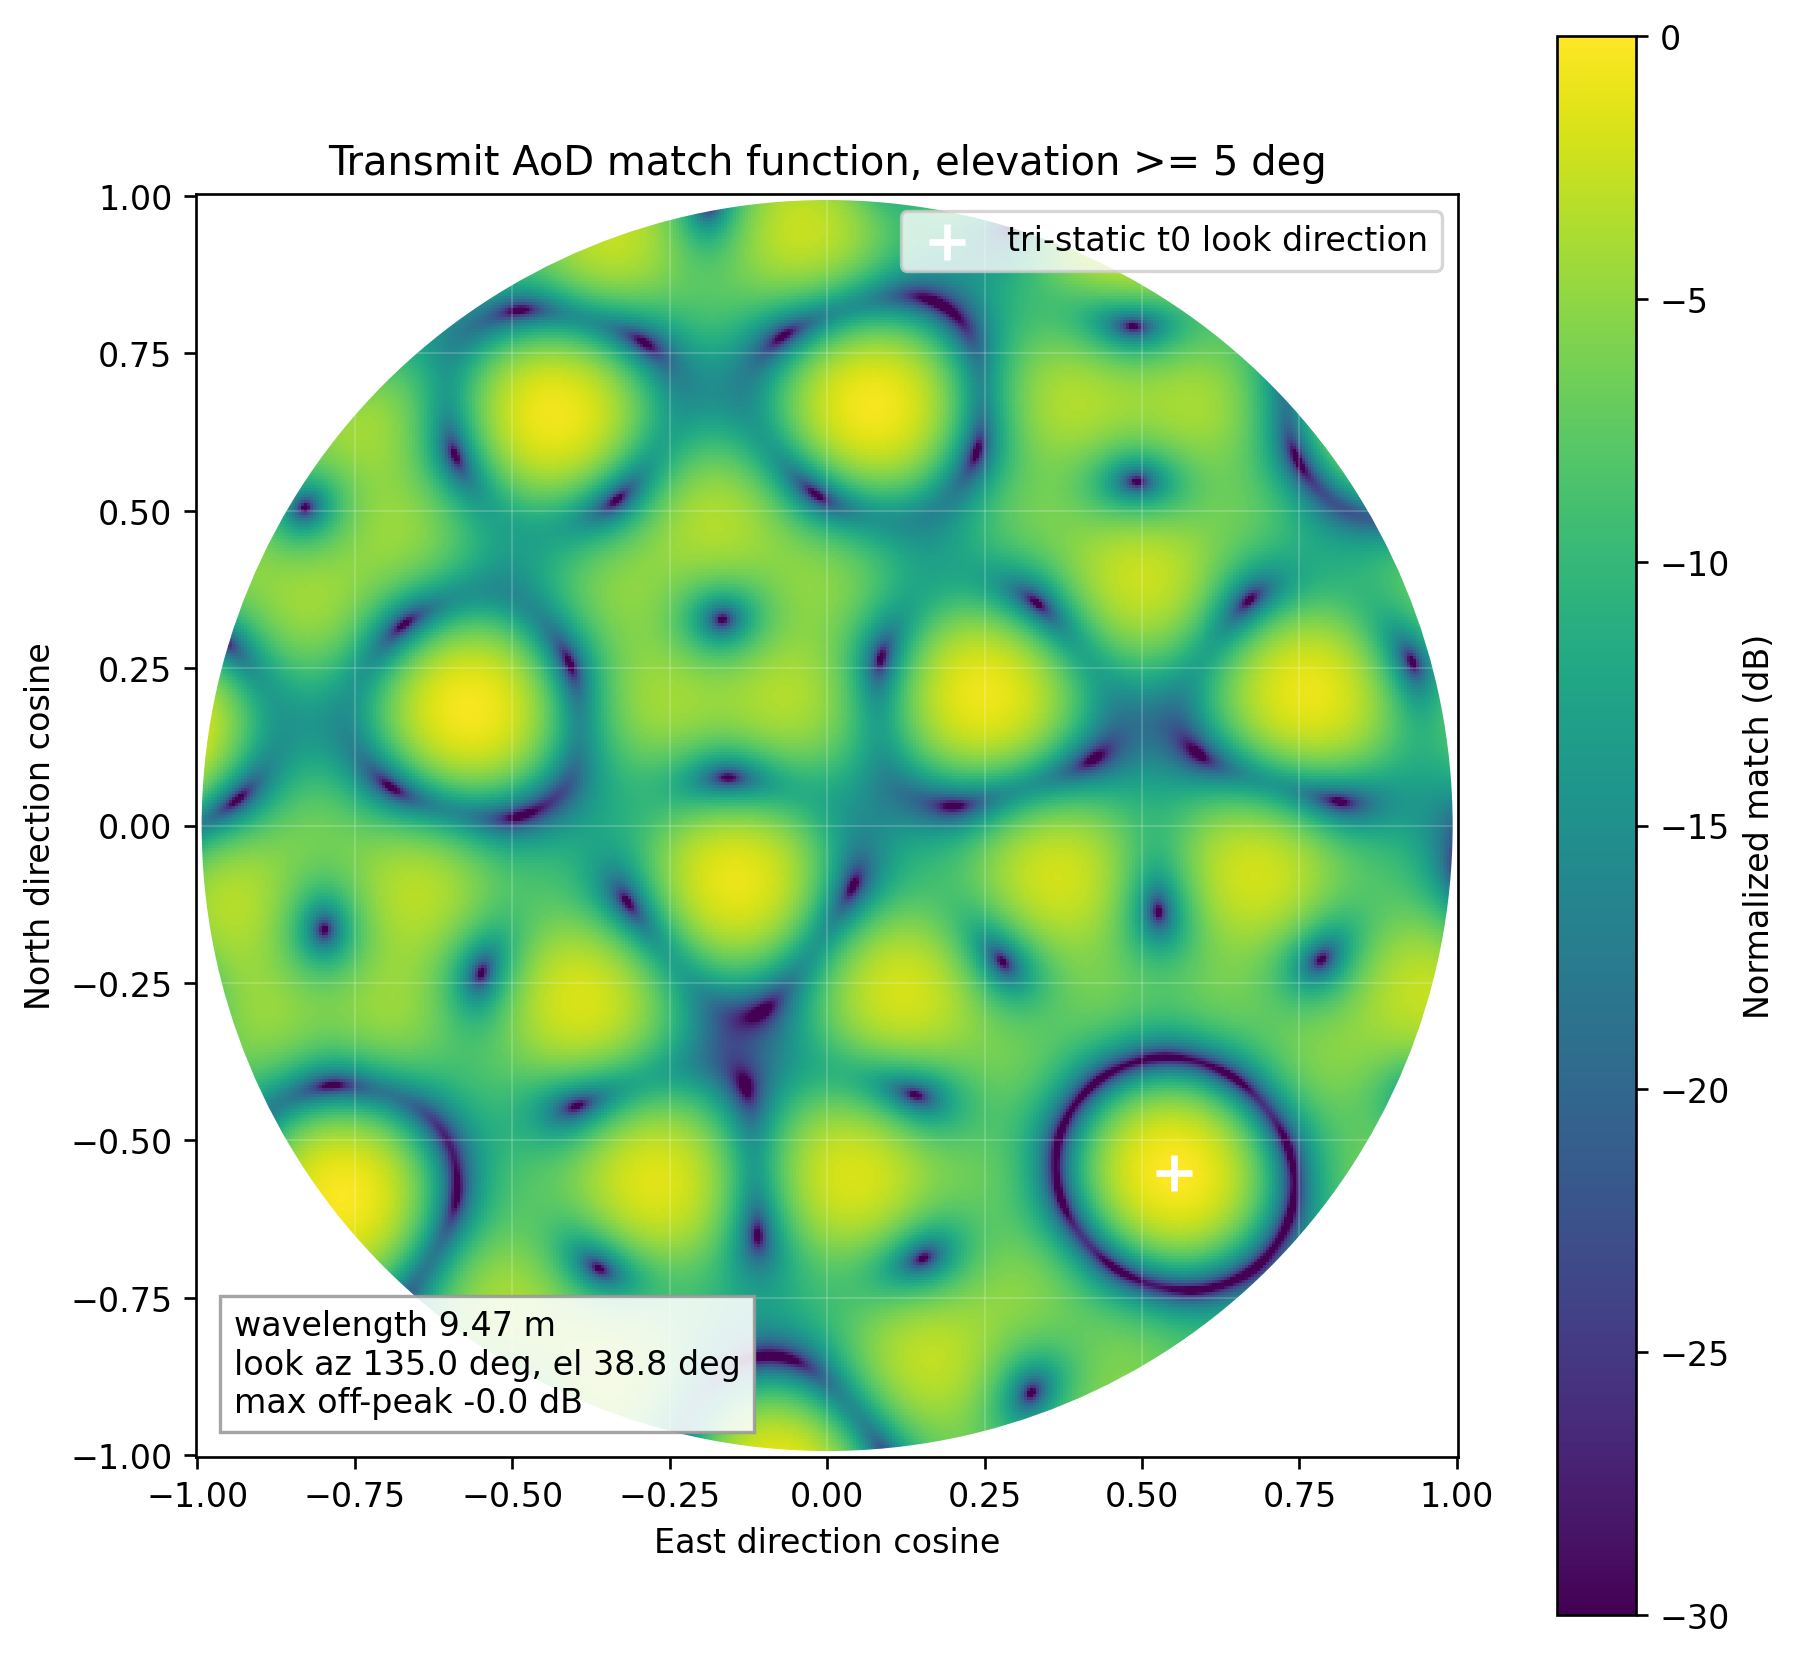 Transmit AoD match function, elevation >= 5 deg
tri-static t0 look direction
1.00
0.75
0.50
0.25
0.00
−0.25
−0.50
−0.75
−1.00
North direction cosine
wavelength 9.47 m
look az 135.0 deg, el 38.8 deg
max off-peak -0.0 dB
−1.00 −0.75 −0.50 −0.25 0.00 0.25 0.50 0.75 1.00
East direction cosine
0
−5
−10
−15
−20
−25
−30
Normalized match (dB)